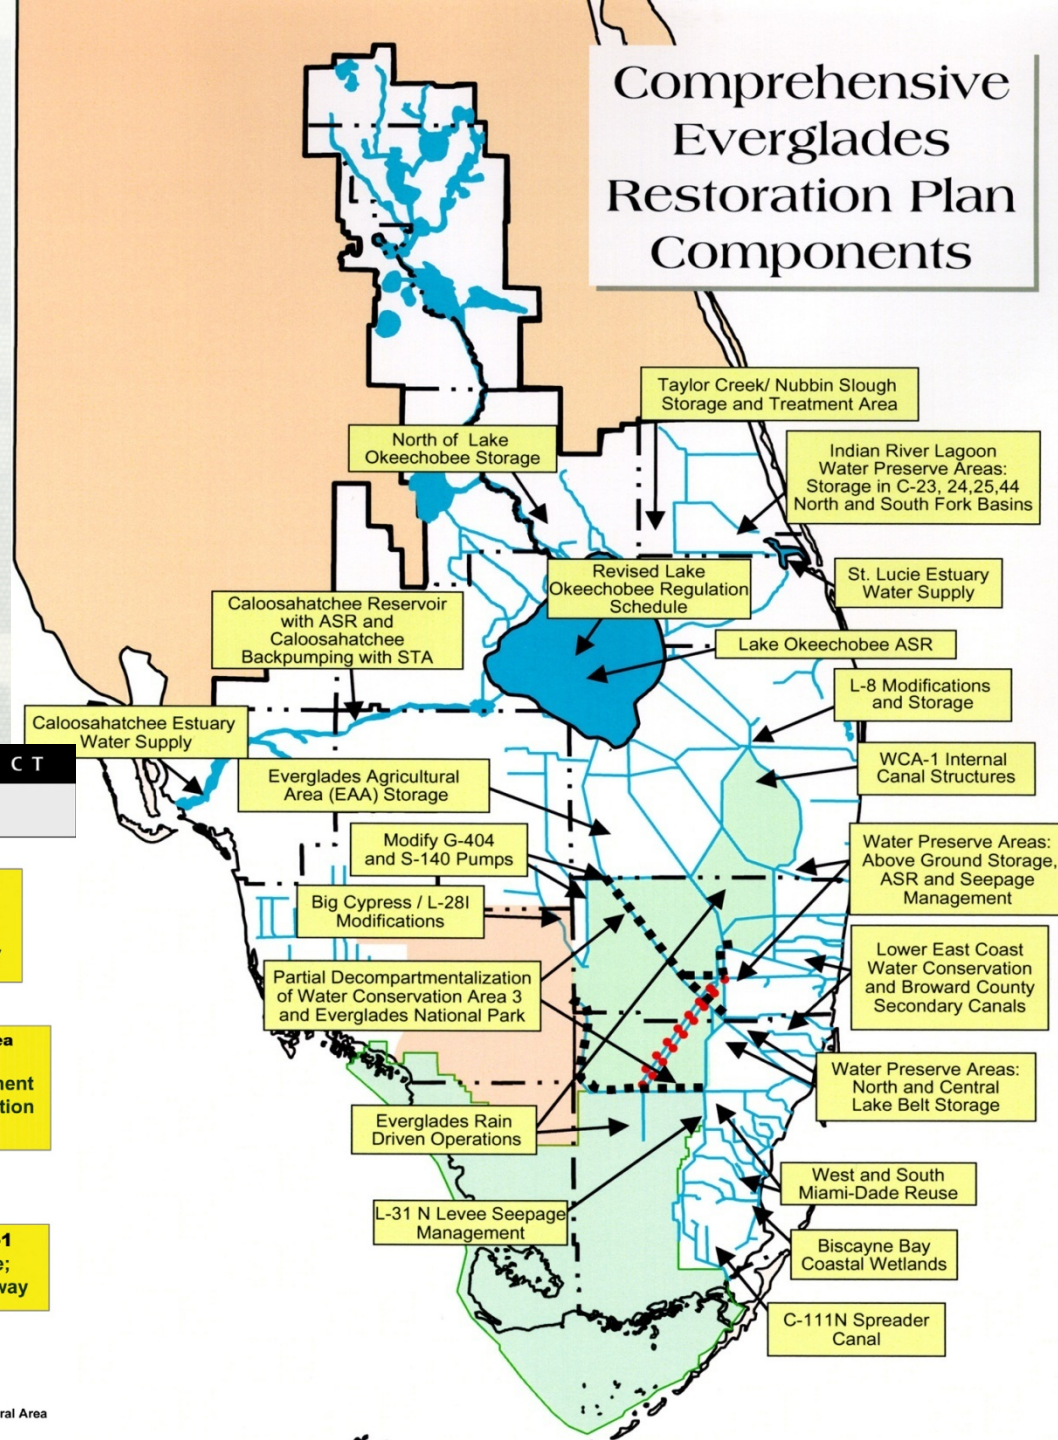 Comprehensive
Everglades
Restoration Plan
Components
Taylor Creek/ Nubbin Slough
Storage and Treatment Area
North of Lake
Okeechobee Storage
Indian River Lagoon
Water Preserve Areas:
Storage in C-23, 24,25,44
North and South Fork Basins
Revised Lake
Okeechobee Regulation
Schedule
St. Lucie Estuary
Water Supply
Caloosahatchee Reservoir
with ASR and
Caloosahatchee
Backpumping with STA
Lake Okeechobee ASR
L-8 Modifications
and Storage
Caloosahatchee Estuary
Water Supply
C T
WCA-1 Internal
Canal Structures
Everglades Agricultural
Area (EAA) Storage
Modify G-404
and S-140 Pumps
Water Preserve Areas:
Above Ground Storage,
ASR and Seepage
Management
Big Cypress / L-28I
Modifications
Lower East Coast
Water Conservation
and Broward County
Secondary Canals
Partial Decompartmentalization
of Water Conservation Area 3
and Everglades National Park
ea
ment
tion
Water Preserve Areas:
North and Central
Lake Belt Storage
Everglades Rain
Driven Operations
West and South
Miami-Dade Reuse
L-31 N Levee Seepage
Management
-1
e;
way
Biscayne Bay
Coastal Wetlands
C-111N Spreader
Canal
ral Area